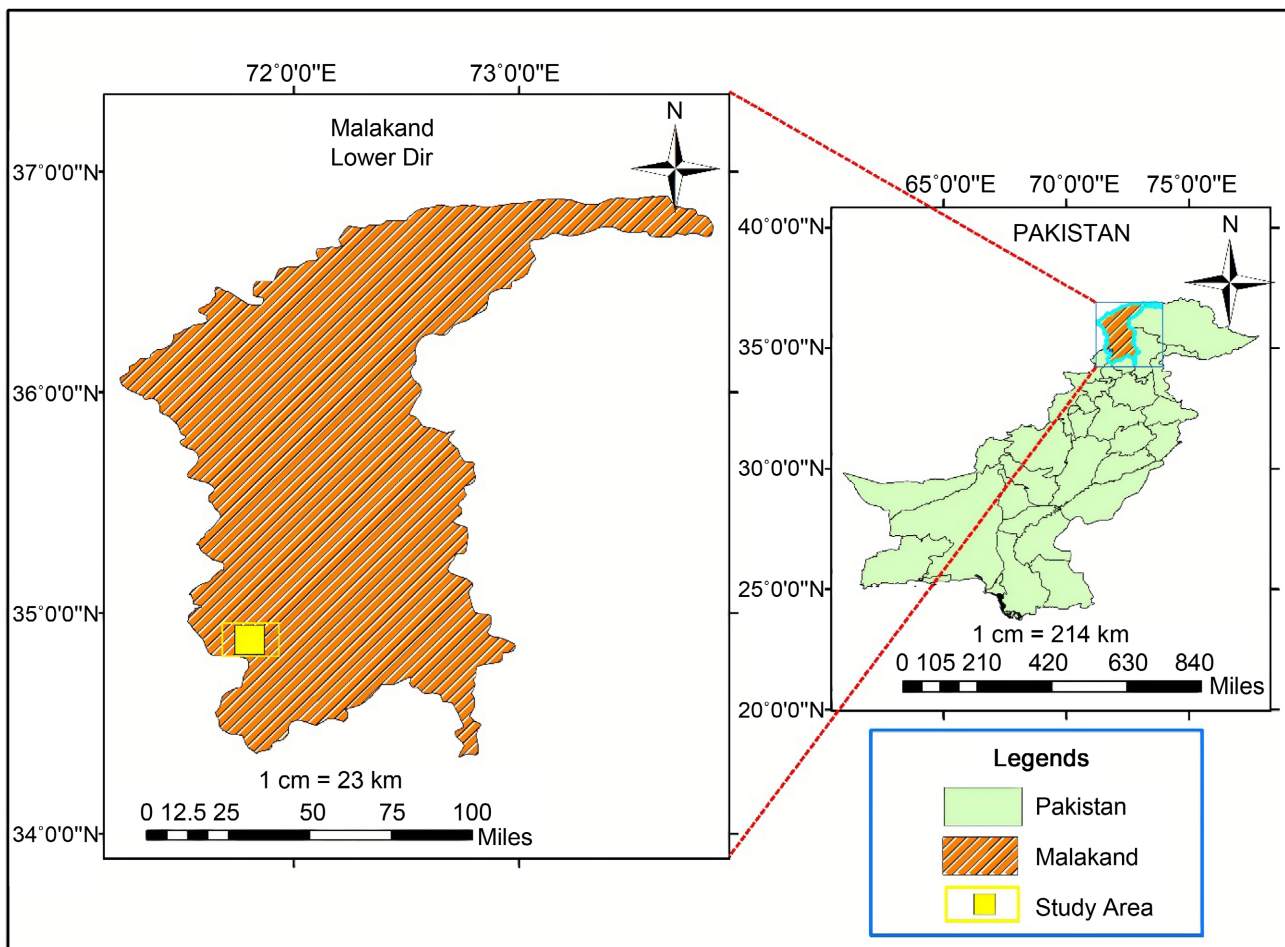 72°0'0"E 73°0'0"E
Malakand
Lower Dir
N
37°0'0"N
36°0'0"N
35°0'0"N
34°0'0"N
1 cm = 23 km
0 12.5 25 50 75 100
Miles
65°0'0"E 70°0'0"E 75°0'0"E
PAKISTAN
N
40°0'0"N
35°0'0"N
30°0'0"N
25°0'0"N
20°0'0"N
1 cm = 214 km
0 105 210 420 630 840
Miles
Legends
Pakistan
Malakand
Study Area